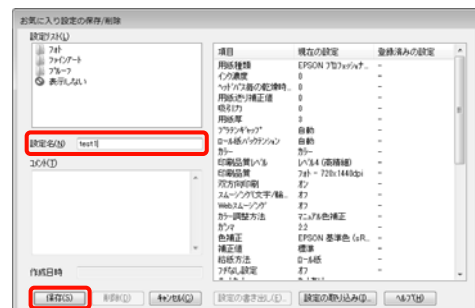 お気に入り設定の保存/削除
設定リスト(L)
フォト
ファインアート
プルーフ
表示しない
設定名(N) test1
コメント(T)
作成日時
項目 現在の設定 登録済みの設定
用紙種類 EPSON プロフェッショナ... -
インク濃度 0 -
ヘッドパス毎の乾燥時... 0 -
用紙送り補正値 0 -
吸引力 0 -
用紙厚 3 -
プラテンギャップ 自動 -
ロール紙バックテンション 自動 -
カラー カラー -
印刷品質レベル レベル4 (高精細) -
印刷品質 フォト - 720x1440dpi -
双方向印刷 オン -
スムージング(文字/輪... オフ -
Webスムージング オフ -
カラー調整方法 マニュアル色補正 -
ガンマ 2.2 -
色補正 EPSON 基準色 (sR... -
補正値 標準 -
給紙方法 ロール紙 -
フチなし設定 オフ -
保存(S) 削除(D) キャンセル(C) 設定の書き出し(E)... 設定の取り込み(I)... ヘルプ(H)